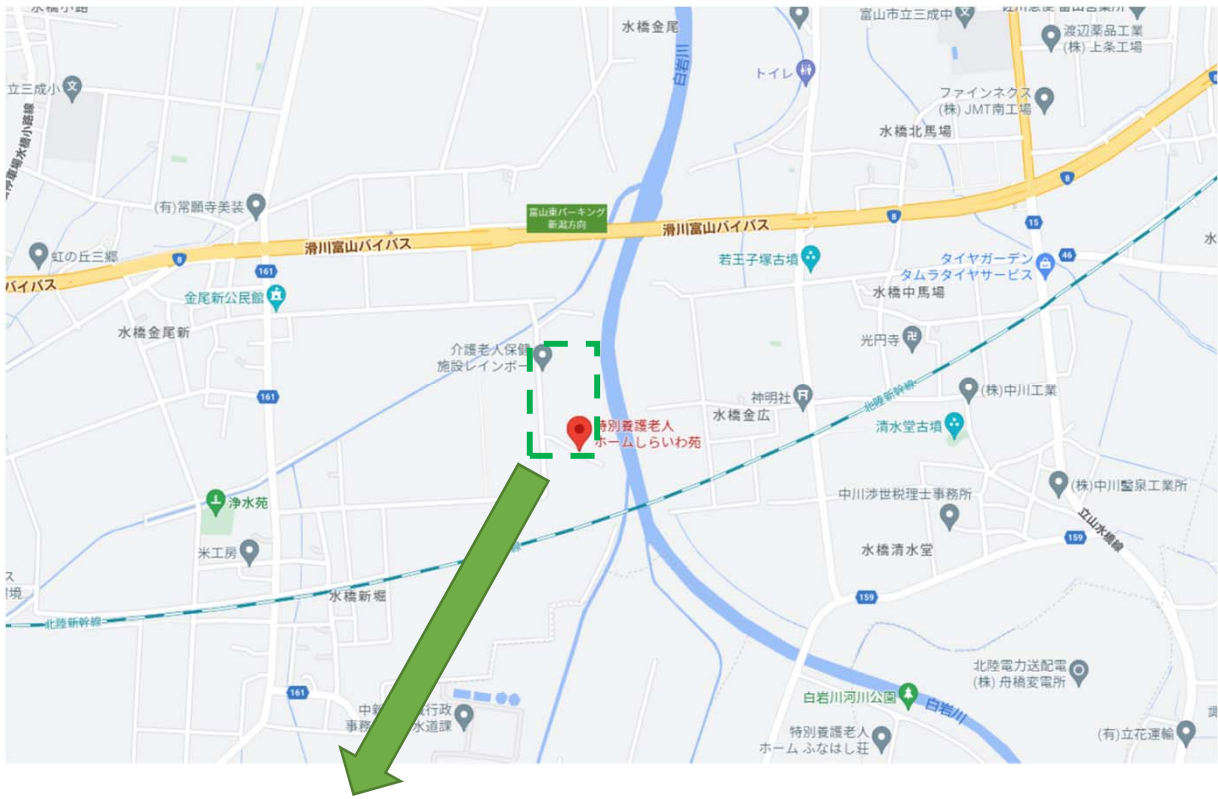 水橋小路
水橋金尾
富山市立三成中
渡辺薬品工業
(株) 上条工場
立三成小
トイレ
白岩川
ファインネクス
(株) JMT南工場
水橋北馬場
8
(有)常願寺美装
富山東パーキング
新潟方向
滑川富山バイパス
滑川富山バイパス
8
15
虹の丘三郷
8
バイパス
161
若王子塚古墳
タイヤガーデン
タムラタイヤサービス
46
水
金尾新公民館
水橋中馬場
水橋金尾新
光円寺
介護老人保健
施設レインボー
161
神明社
北陸新幹線
(株)中川工業
水橋金広
特別養護老人
ホームしらいわ苑
清水堂古墳
浄水苑
中川渉世税理士事務所
(株)中川鑿泉工業所
立山水橋線
159
米工房
水橋清水堂
水橋新堀
159
北陸新幹線
北陸電力送配電
(株) 舟橋変電所
161
白岩川河川公園
白岩川
中新
行政
事務
水道課
特別養護老人
ホーム ふなはし荘
(有)立花運輸